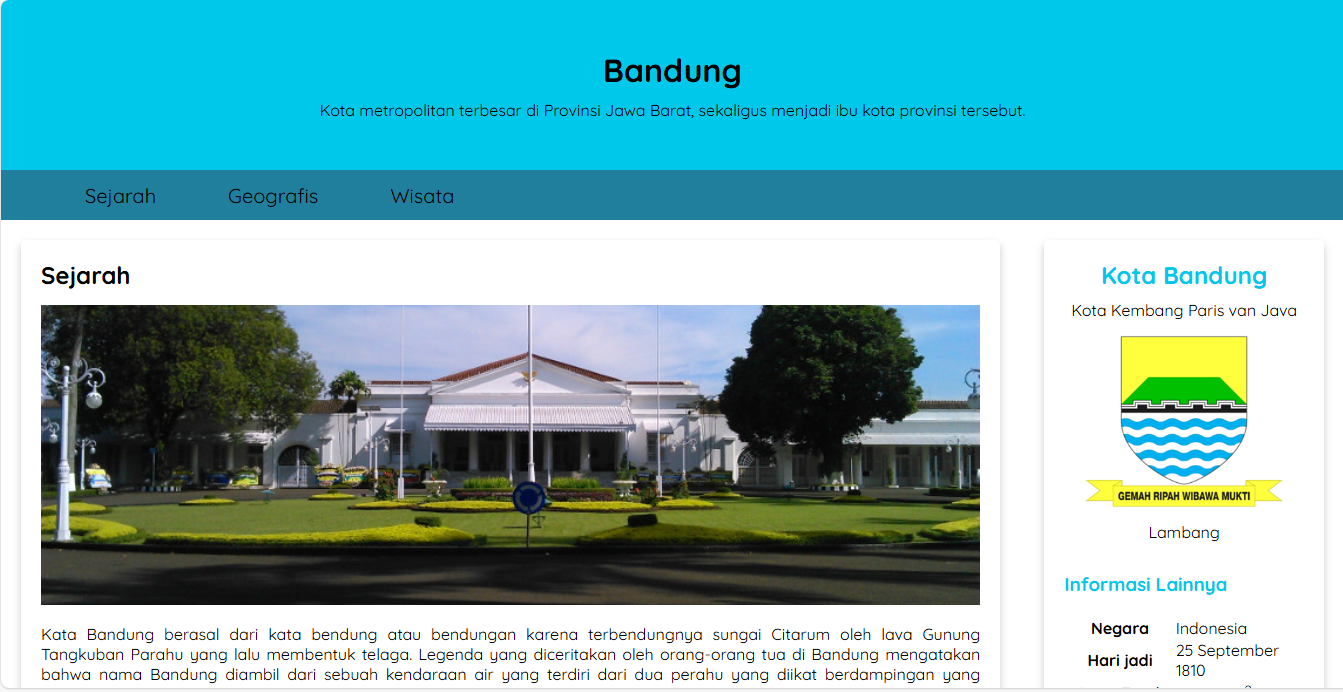 Bandung
Kota metropolitan terbesar di Provinsi Jawa Barat, sekaligus menjadi ibu kota provinsi tersebut.
Sejarah Geografis Wisata
Sejarah
Kata Bandung berasal dari kata bendung atau bendungan karena terbendungnya sungai Citarum oleh lava Gunung
Tangkuban Parahu yang lalu membentuk telaga. Legenda yang diceritakan oleh orang-orang tua di Bandung mengatakan
bahwa nama Bandung diambil dari sebuah kendaraan air yang terdiri dari dua perahu yang diikat berdampingan yang
Kota Bandung
Kota Kembang Paris van Java
GEMAH RIPAH WIBAWA MUKTI
Lambang
Informasi Lainnya
Negara Indonesia
Hari jadi 25 September
1810